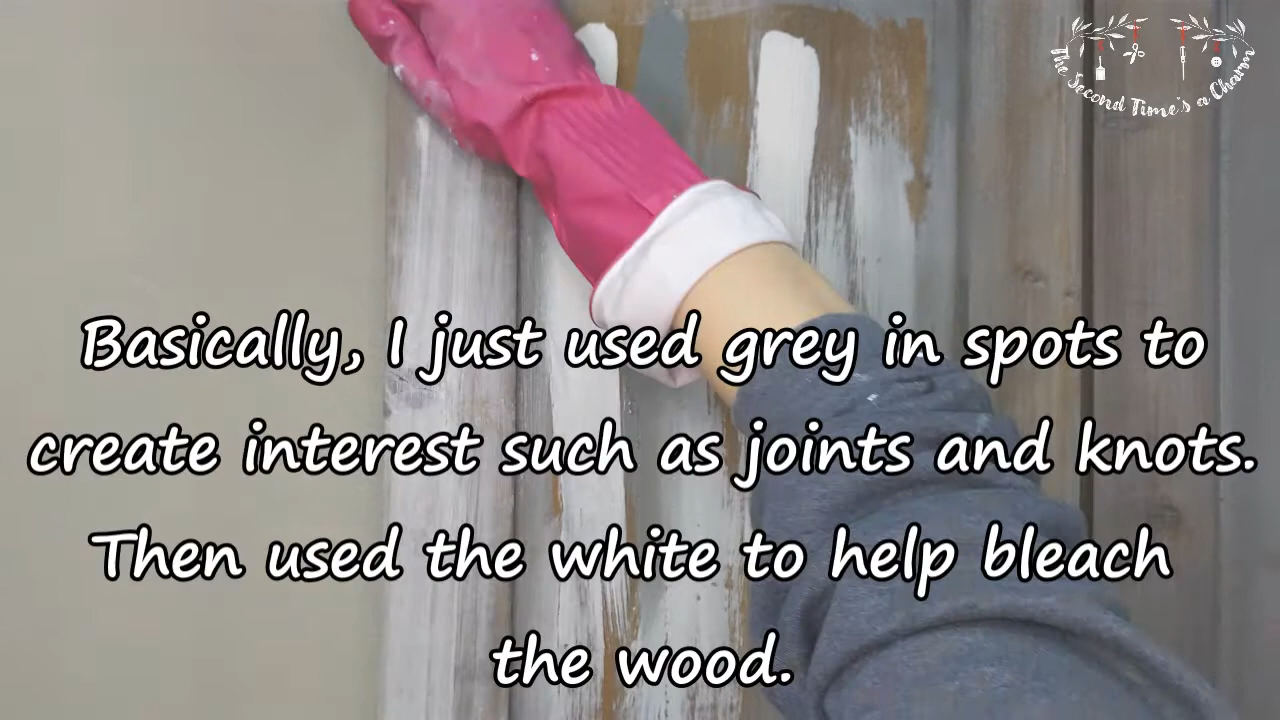 The Second Time's a Charm
Basically, I just used grey in spots to
create interest such as joints and knots.
Then used the white to help bleach
the wood.